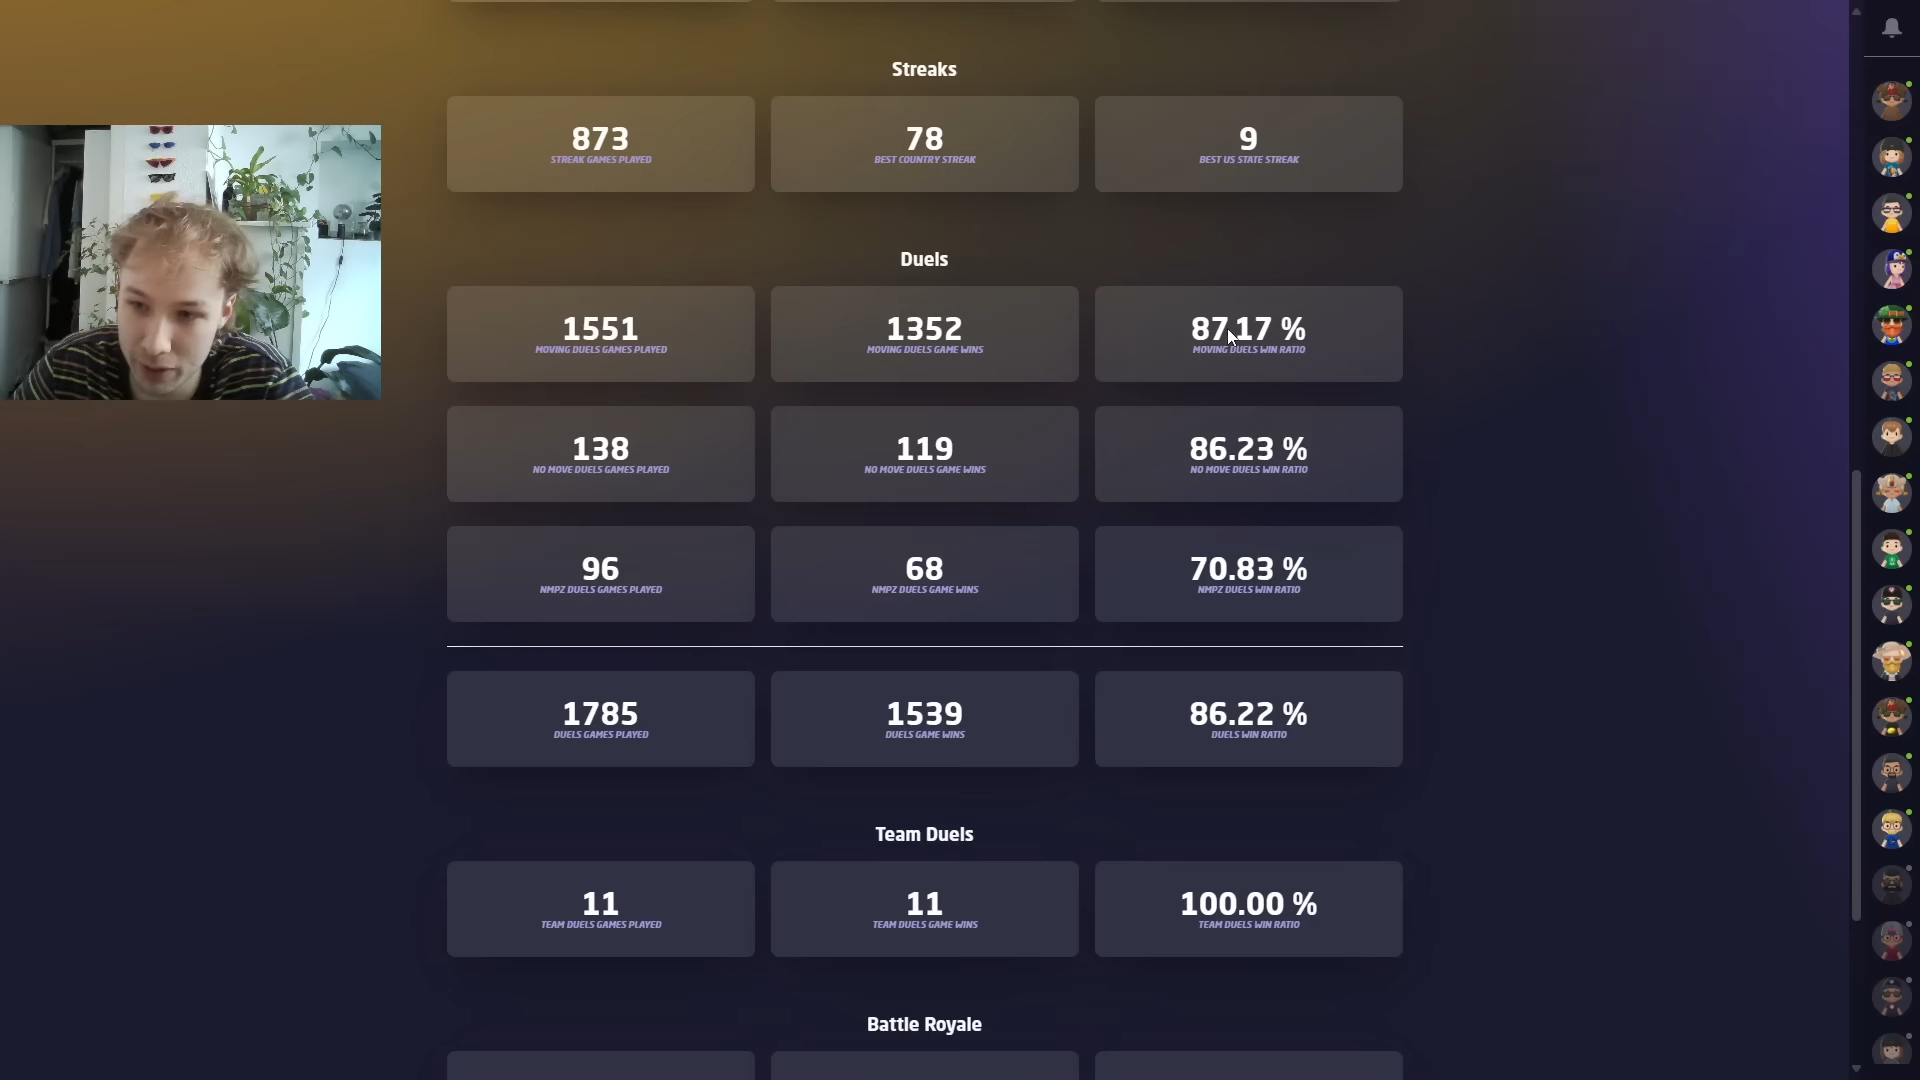 Streaks
873
STREAK GAMES PLAYED
78
BEST COUNTRY STREAK
9
BEST US STATE STREAK
Duels
1551
MOVING DUELS GAMES PLAYED
1352
MOVING DUELS GAME WINS
87.17 %
MOVING DUELS WIN RATIO
138
NO MOVE DUELS GAMES PLAYED
119
NO MOVE DUELS GAME WINS
86.23 %
NO MOVE DUELS WIN RATIO
96
NMPZ DUELS GAMES PLAYED
68
NMPZ DUELS GAME WINS
70.83 %
NMPZ DUELS WIN RATIO
1785
DUELS GAMES PLAYED
1539
DUELS GAME WINS
86.22 %
DUELS WIN RATIO
Team Duels
11
TEAM DUELS GAMES PLAYED
11
TEAM DUELS GAME WINS
100.00 %
TEAM DUELS WIN RATIO
Battle Royale